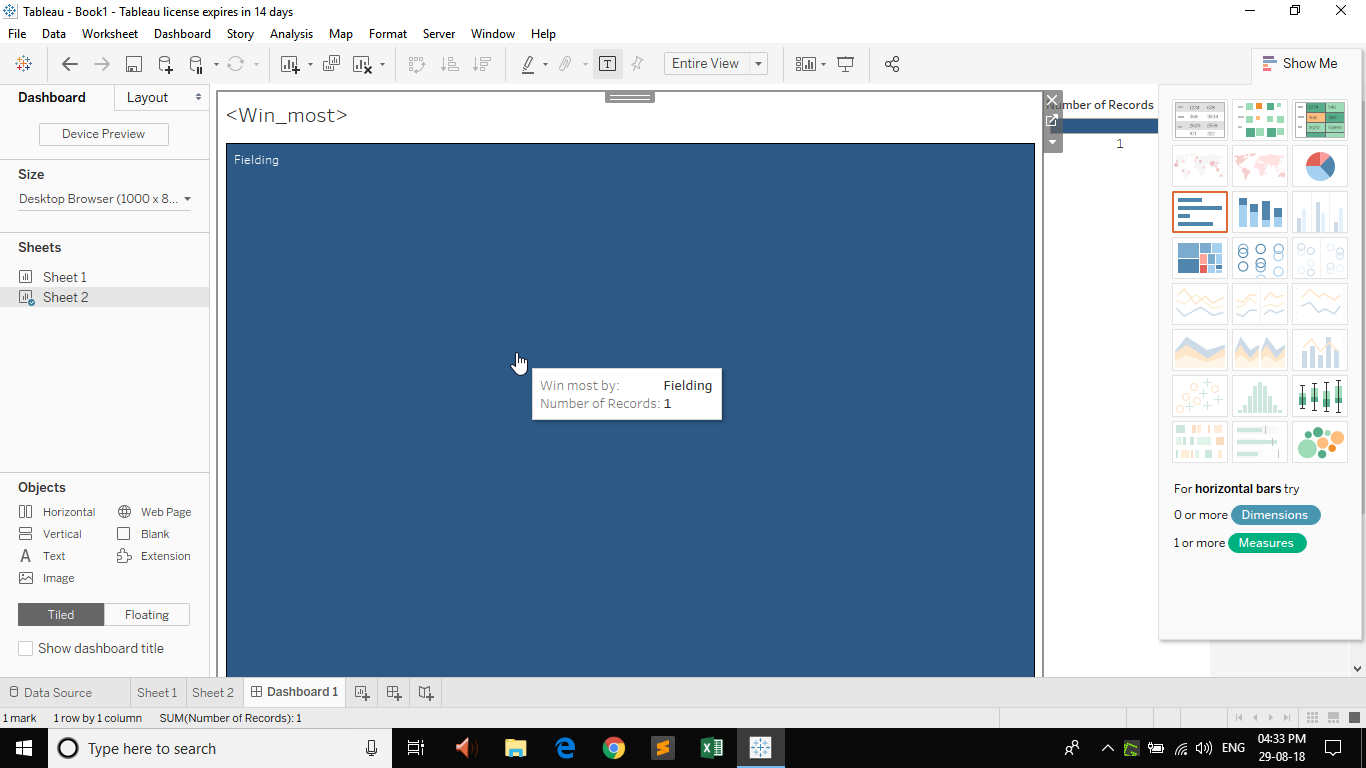 Tableau - Book1 - Tableau license expires in 14 days
File Data Worksheet Dashboard Story Analysis Map Format Server Window Help
Entire View
Show Me
Dashboard Layout
Device Preview
Size
Desktop Browser (1000 x 8...
Sheets
Sheet 1
Sheet 2
Objects
Horizontal Web Page
Vertical Blank
Text Extension
Image
Tiled Floating
Show dashboard title
<Win_most>
Fielding
Win most by: Fielding
Number of Records: 1
Number of Records
1
For horizontal bars try
0 or more Dimensions
1 or more Measures
Data Source Sheet 1 Sheet 2 Dashboard 1
1 mark 1 row by 1 column SUM(Number of Records): 1
Type here to search
ENG
04:33 PM
29-08-18